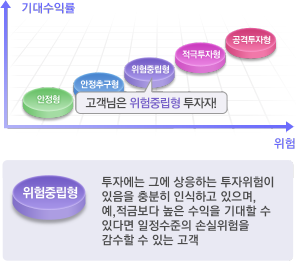 기대수익률
공격투자형
적극투자형
위험중립형
안정추구형
안정형
고객님은 위험중립형 투자자!
위험
위험중립형
투자에는 그에 상응하는 투자위험이
있음을 충분히 인식하고 있으며,
예,적금보다 높은 수익을 기대할 수
있다면 일정수준의 손실위험을
감수할 수 있는 고객